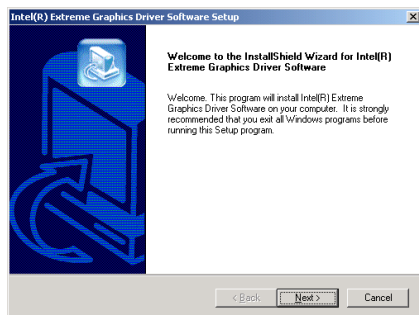 Intel(R) Extreme Graphics Driver Software Setup
Welcome to the InstallShield Wizard for Intel(R)
Extreme Graphics Driver Software
Welcome. This program will install Intel(R) Extreme
Graphics Driver Software on your computer. It is strongly
recommended that you exit all Windows programs before
running this Setup program.
< Back Next > Cancel